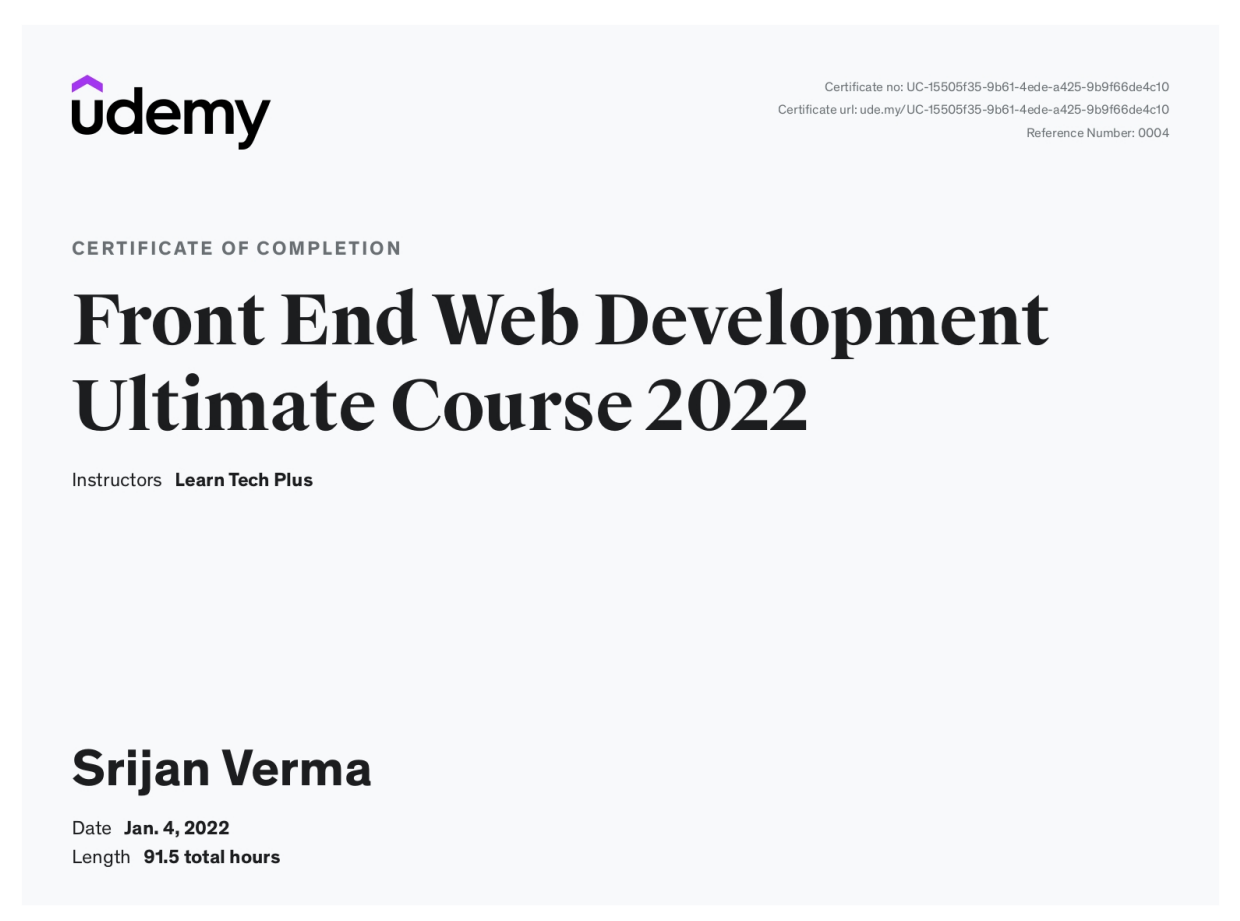 udemy
Certificate no: UC-15505f35-9b61-4ede-a425-9b9f66de4c10
Certificate url: ude.my/UC-15505f35-9b61-4ede-a425-9b9f66de4c10
Reference Number: 0004
CERTIFICATE OF COMPLETION
Front End Web Development
Ultimate Course 2022
Instructors Learn Tech Plus
Srijan Verma
Date Jan. 4, 2022
Length 91.5 total hours